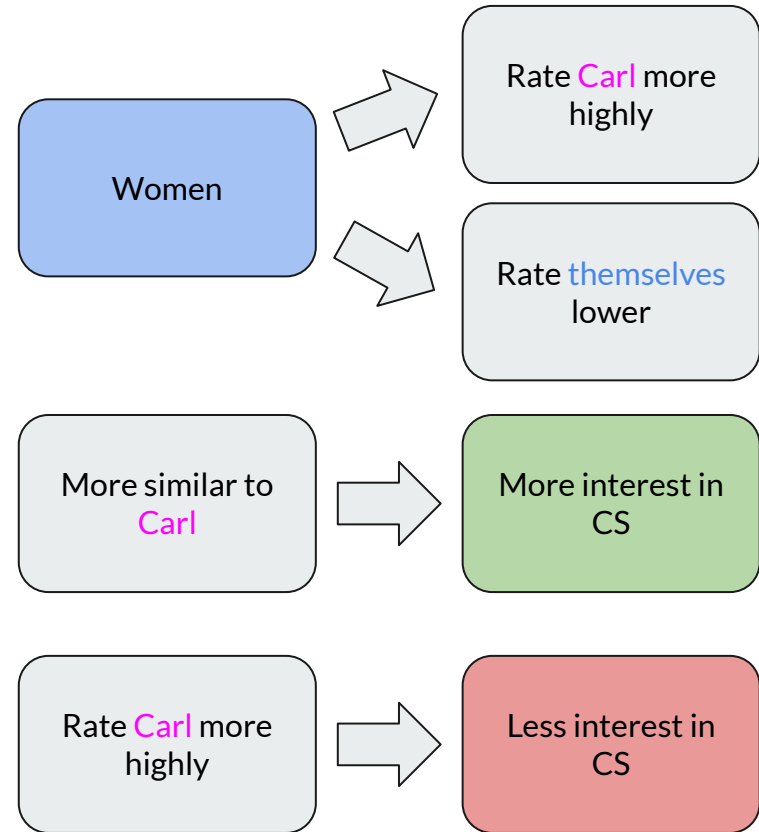 Women
Rate Carl more
highly
Rate themselves
lower
More similar to
Carl
More interest in
CS
Rate Carl more
highly
Less interest in
CS